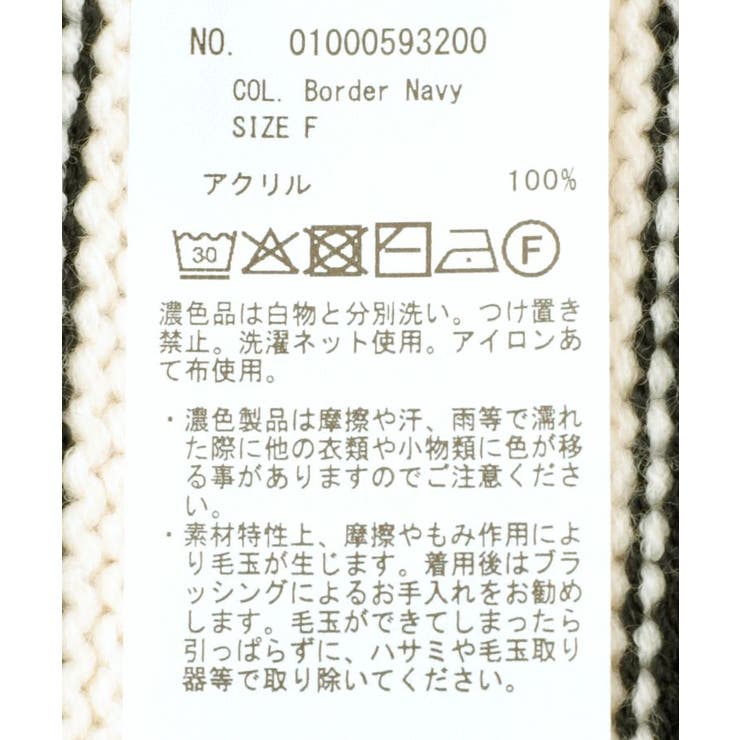 NO. 01000593200
COL. Border Navy
SIZE F
アクリル 100%
30 F
濃色品は白物と分別洗い。つけ置き
禁止。洗濯ネット使用。アイロンあ
て布使用。
・濃色製品は摩擦や汗、雨等で濡れ
た際に他の衣類や小物類に色が移
る事がありますのでご注意くださ
い。
・素材特性上、摩擦やもみ作用によ
り毛玉が生じます。着用後はブラ
ッシングによるお手入れをお勧め
します。毛玉ができてしまったら
引っぱらずに、ハサミや毛玉取り
器等で取り除いてください。